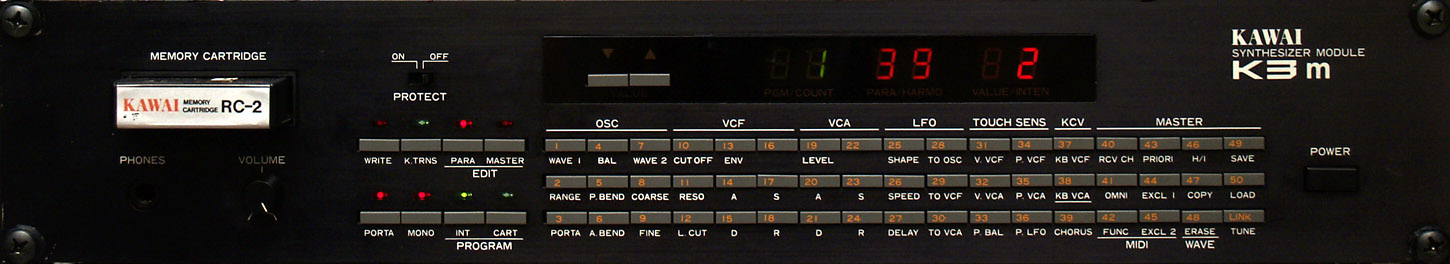 MEMORY CARTRIDGE
KAWAI MEMORY CARTRIDGE RC-2
PHONES VOLUME
ON OFF
PROTECT
WRITE K.TRNS PARA MASTER
EDIT
PORTA MONO INT CART
PROGRAM
1 39 2
PGM/COUNT PARA/HARMO VALUE/INTEN
OSC VCF VCA LFO TOUCH SENS KCV MASTER
1 4 7 10 13 16 19 22 25 28 31 34 37 40 43 46 49
WAVE 1 BAL WAVE 2 CUTOFF ENV LEVEL SHAPE TO OSC V. VCF P. VCF KB VCF RCV CH PRIORI H/I SAVE
2 5 8 11 14 17 20 23 26 29 32 35 38 41 44 47 50
RANGE P.BEND COARSE RESO A S A S SPEED TO VCF V. VCA P. VCA KB VCA OMNI EXCL 1 COPY LOAD
3 6 9 12 15 18 21 24 27 30 33 36 39 42 45 48 LINK
PORTA A.BEND FINE L. CUT D R D R DELAY TO VCA P. BAL P. LFO CHORUS FUNC EXCL 2 ERASE TUNE
MIDI WAVE
KAWAI
SYNTHESIZER MODULE
K3m
POWER